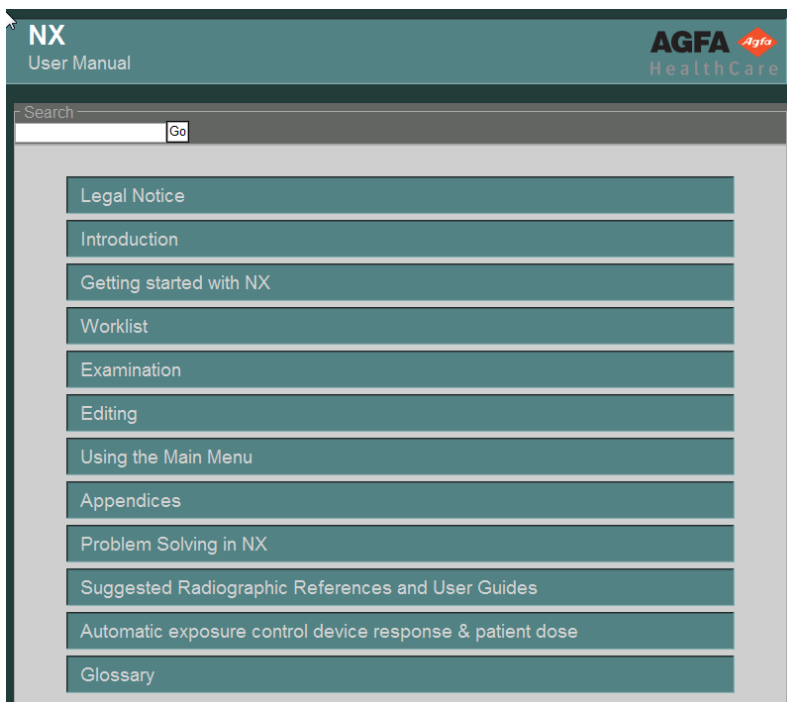 NX
User Manual
AGFA Agfa
HealthCare
Search
Go
Legal Notice
Introduction
Getting started with NX
Worklist
Examination
Editing
Using the Main Menu
Appendices
Problem Solving in NX
Suggested Radiographic References and User Guides
Automatic exposure control device response & patient dose
Glossary